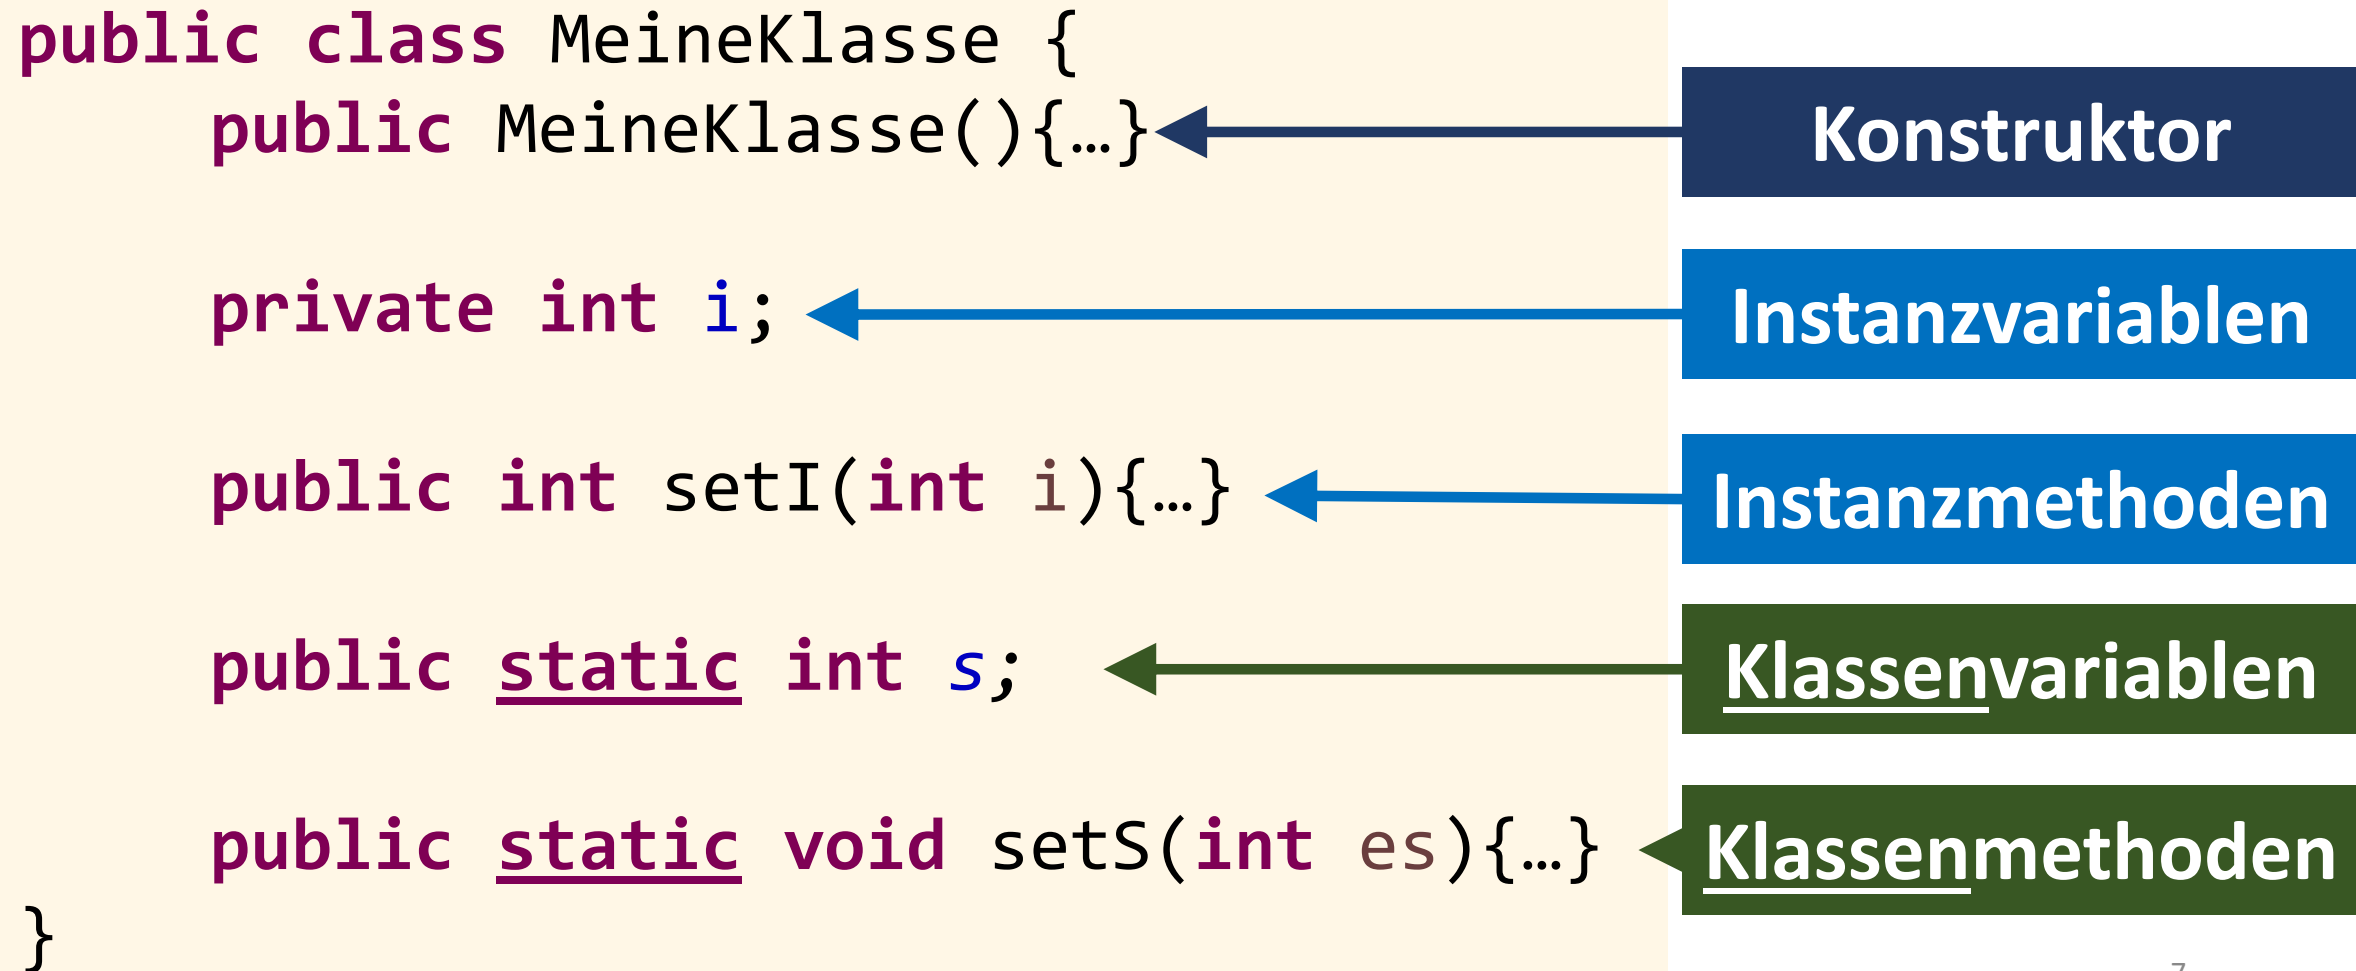 public class MeineKlasse {
public MeineKlasse(){…}
Konstruktor
private int i;
Instanzvariablen
public int setI(int i){…}
Instanzmethoden
public static int s;
Klassenvariablen
public static void setS(int es){…}
Klassenmethoden
}